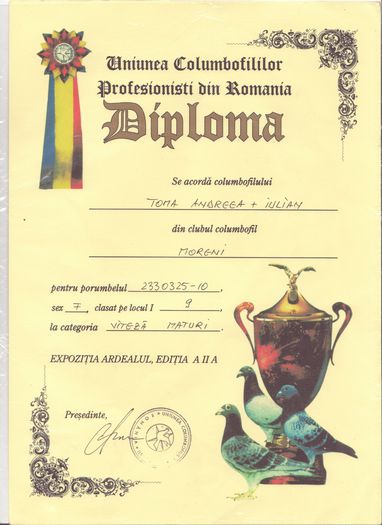 Uniunea Columbofililor
Profesionisti din Romania
Diploma
Se acordă columbofilului
TOMA ANDREEA + IULIAN
din clubul columbofil
MORENI
pentru porumbelul 2330325-10,
sex F, clasat pe locul I 9,
la categoria VITEZĂ MATURI.
EXPOZIȚIA ARDEALUL, EDIȚIA A II A
Președinte,